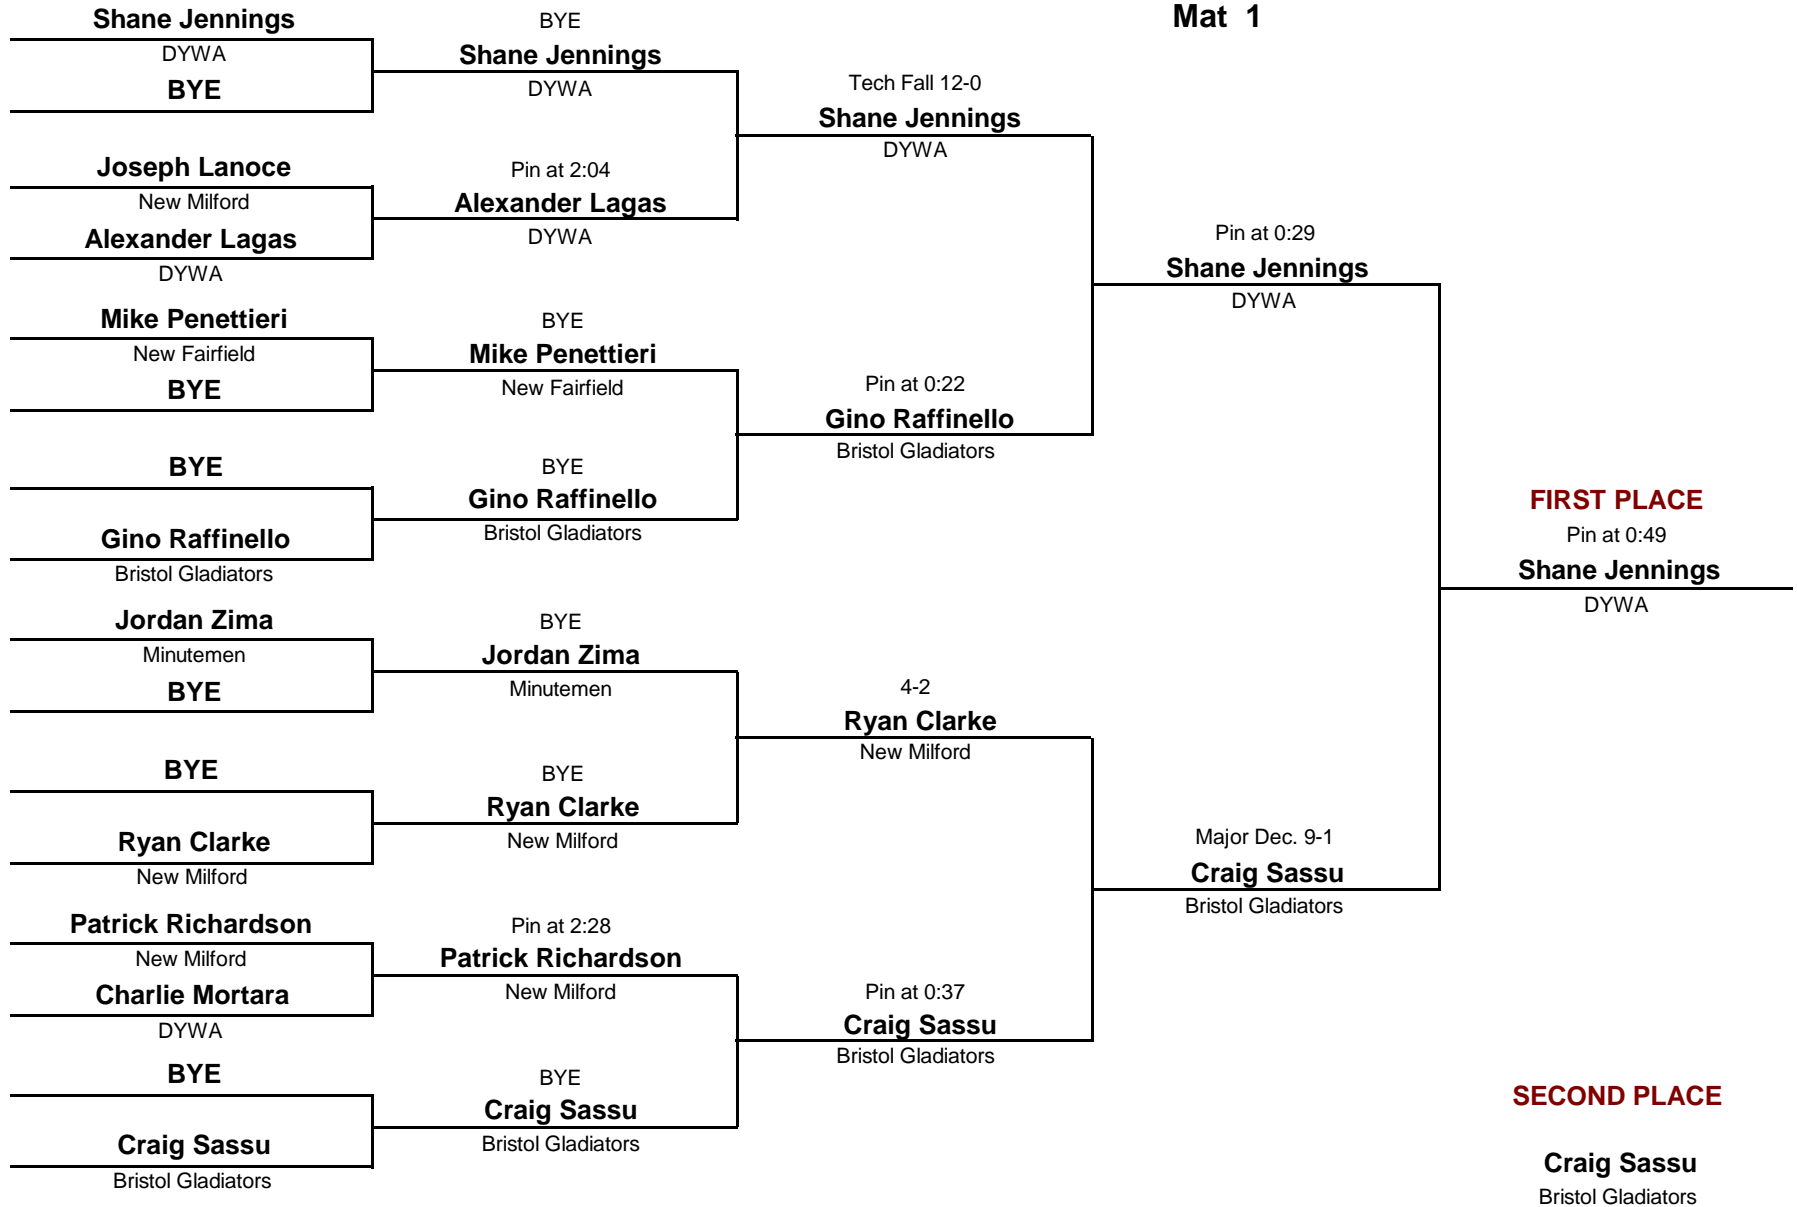 Mat 1
Shane Jennings
DYWA
BYE
Joseph Lanoce
New Milford
Alexander Lagas
DYWA
Mike Penettieri
New Fairfield
BYE
BYE
Gino Raffinello
Bristol Gladiators
Jordan Zima
Minutemen
BYE
BYE
Ryan Clarke
New Milford
Patrick Richardson
New Milford
Charlie Mortara
DYWA
BYE
Craig Sassu
Bristol Gladiators
BYE
Shane Jennings
DYWA
Pin at 2:04
Alexander Lagas
DYWA
BYE
Mike Penettieri
New Fairfield
BYE
Gino Raffinello
Bristol Gladiators
BYE
Jordan Zima
Minutemen
BYE
Ryan Clarke
New Milford
Pin at 2:28
Patrick Richardson
New Milford
BYE
Craig Sassu
Bristol Gladiators
Tech Fall 12-0
Shane Jennings
DYWA
Pin at 0:22
Gino Raffinello
Bristol Gladiators
4-2
Ryan Clarke
New Milford
Pin at 0:37
Craig Sassu
Bristol Gladiators
Pin at 0:29
Shane Jennings
DYWA
Major Dec. 9-1
Craig Sassu
Bristol Gladiators
FIRST PLACE
Pin at 0:49
Shane Jennings
DYWA
SECOND PLACE
Craig Sassu
Bristol Gladiators